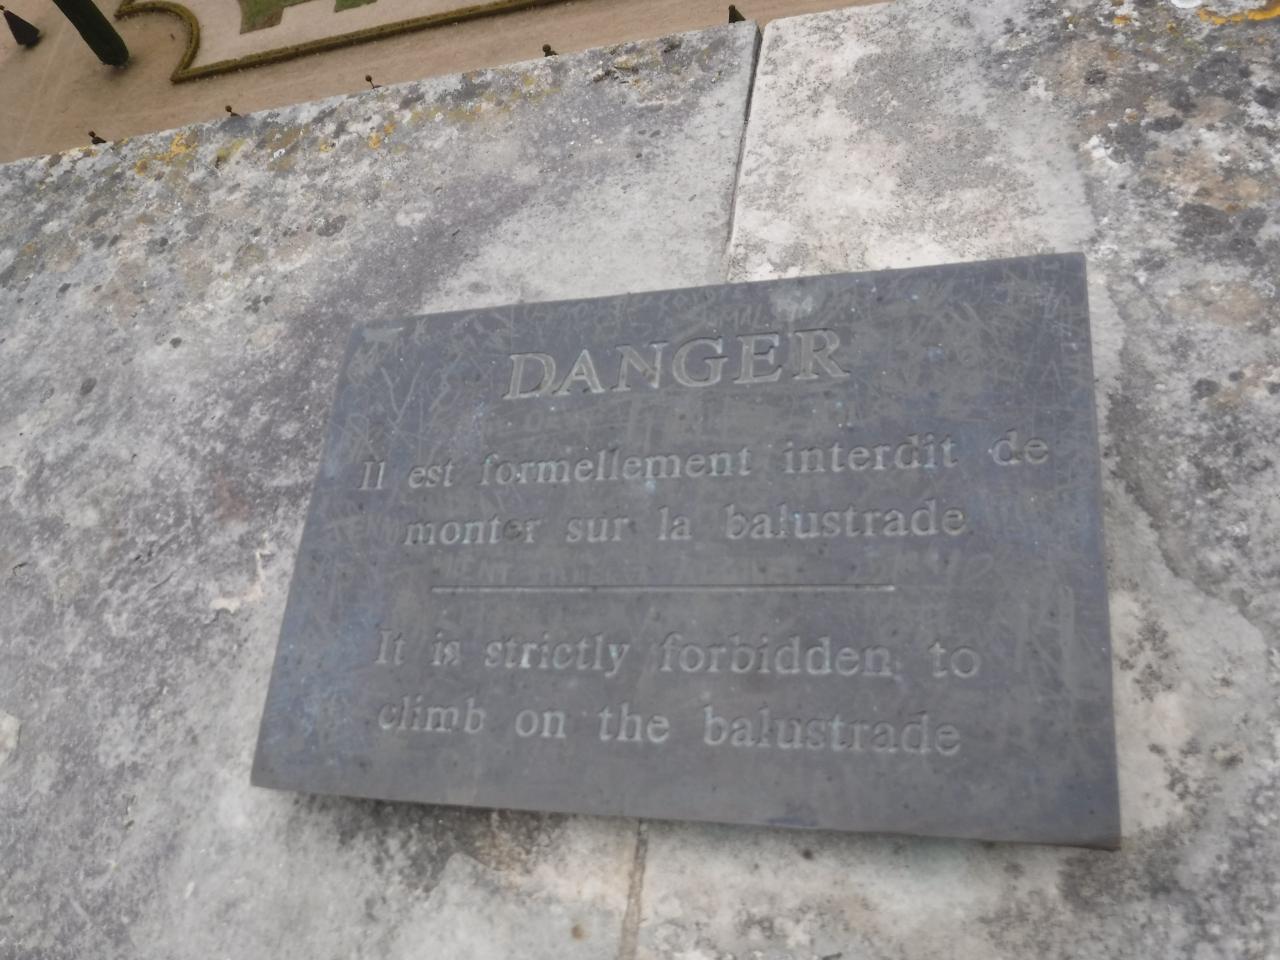 DANGER
Il est formellement interdit de
monter sur la balustrade
It is strictly forbidden to
climb on the balustrade